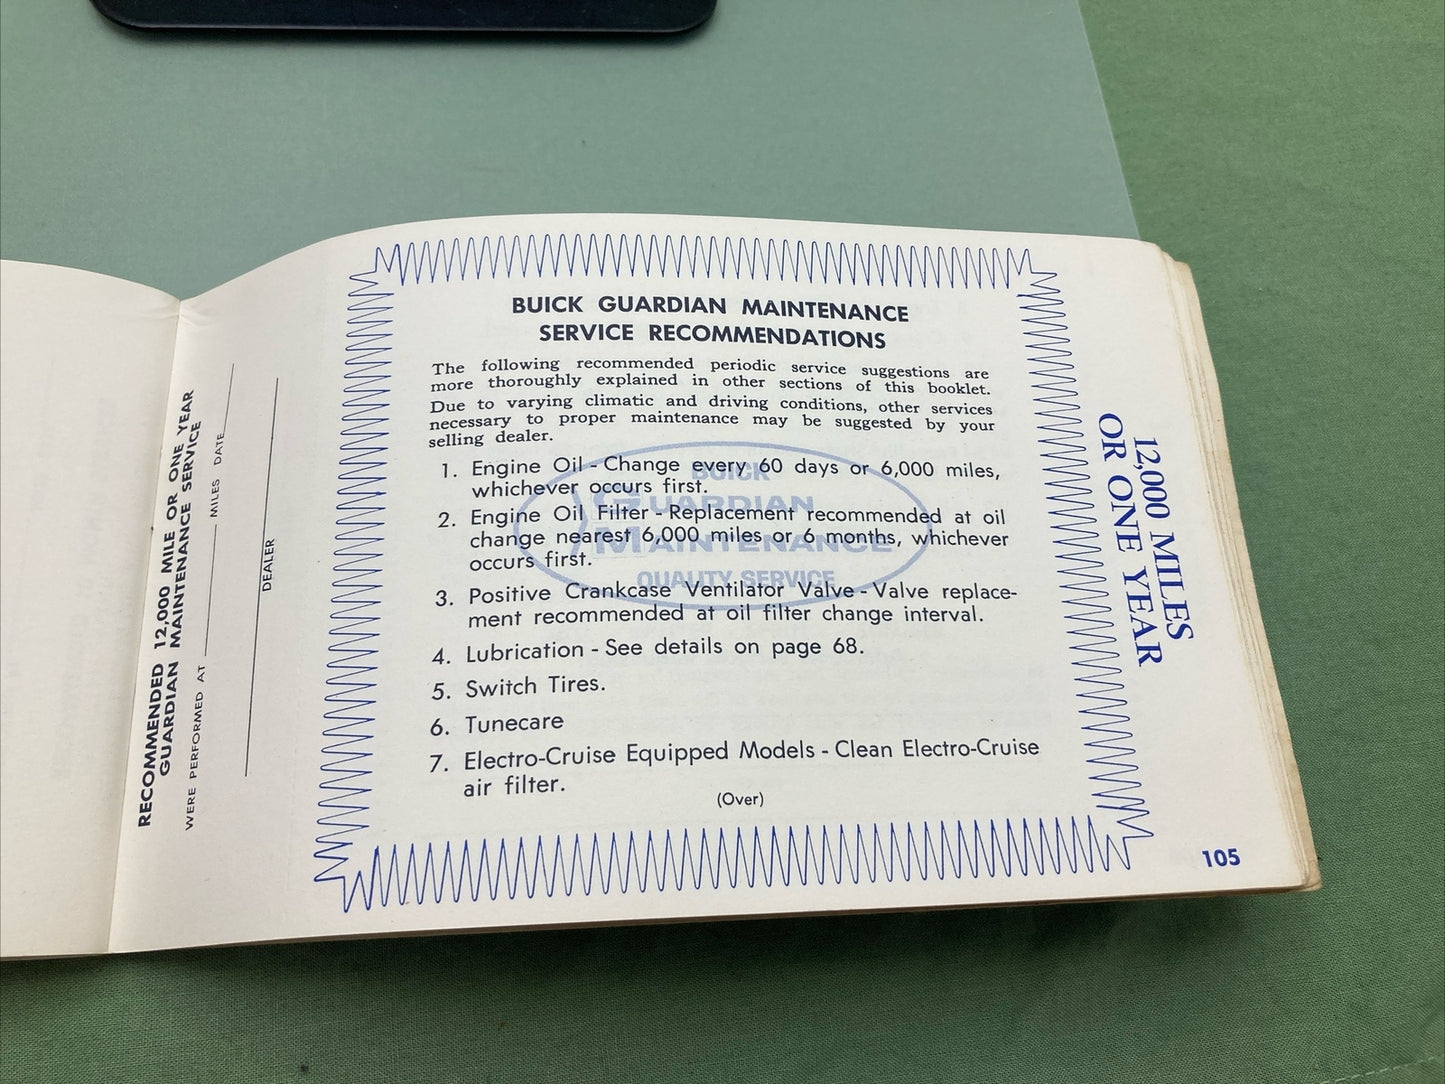 RECOMMENDED 12,000 MILE OR ONE YEAR
GUARDIAN MAINTENANCE SERVICE
WERE PERFORMED AT MILES DATE
DEALER
BUICK GUARDIAN MAINTENANCE
SERVICE RECOMMENDATIONS
The following recommended periodic service suggestions are
more thoroughly explained in other sections of this booklet.
Due to varying climatic and driving conditions, other services
necessary to proper maintenance may be suggested by your
selling dealer.
1. Engine Oil - Change every 60 days or 6,000 miles,
whichever occurs first.
2. Engine Oil Filter - Replacement recommended at oil
change nearest 6,000 miles or 6 months, whichever
occurs first.
3. Positive Crankcase Ventilator Valve - Valve replace-
ment recommended at oil filter change interval.
4. Lubrication - See details on page 68.
5. Switch Tires.
6. Tunecare
7. Electro-Cruise Equipped Models - Clean Electro-Cruise
air filter.
(Over)
BUICK
GUARDIAN
MAINTENANCE
QUALITY SERVICE
12,000 MILES
OR ONE YEAR
105